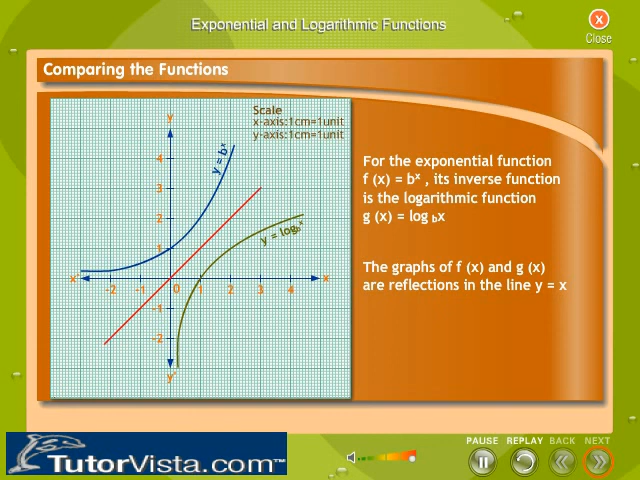 Exponential and Logarithmic Functions
x
Close
Comparing the Functions
Scale
x-axis:1cm=1unit
y-axis:1cm=1unit
y
4
3
2
1
x'
-2
-1
0
1
2
3
4
x
-1
-2
y'
y = bˣ
y = log_b^x
For the exponential function
f (x) = bˣ , its inverse function
is the logarithmic function
g (x) = log _b x
The graphs of f (x) and g (x)
are reflections in the line y = x
PAUSE REPLAY BACK NEXT
TutorVista.com™